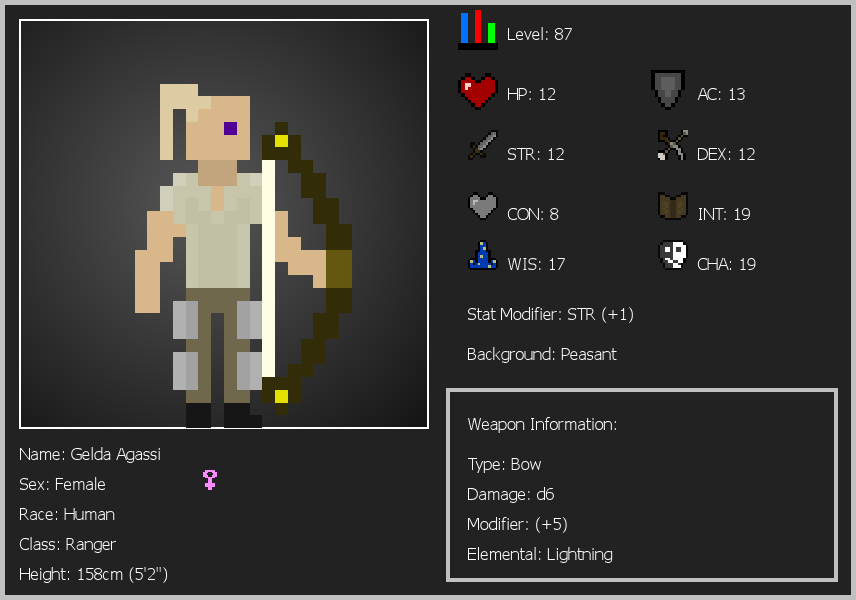 Level: 87
HP: 12
AC: 13
STR: 12
DEX: 12
CON: 8
INT: 19
WIS: 17
CHA: 19
Stat Modifier: STR (+1)
Background: Peasant
Weapon Information:
Type: Bow
Damage: d6
Modifier: (+5)
Elemental: Lightning
Name: Gelda Agassi
Sex: Female
Race: Human
Class: Ranger
Height: 158cm (5'2")